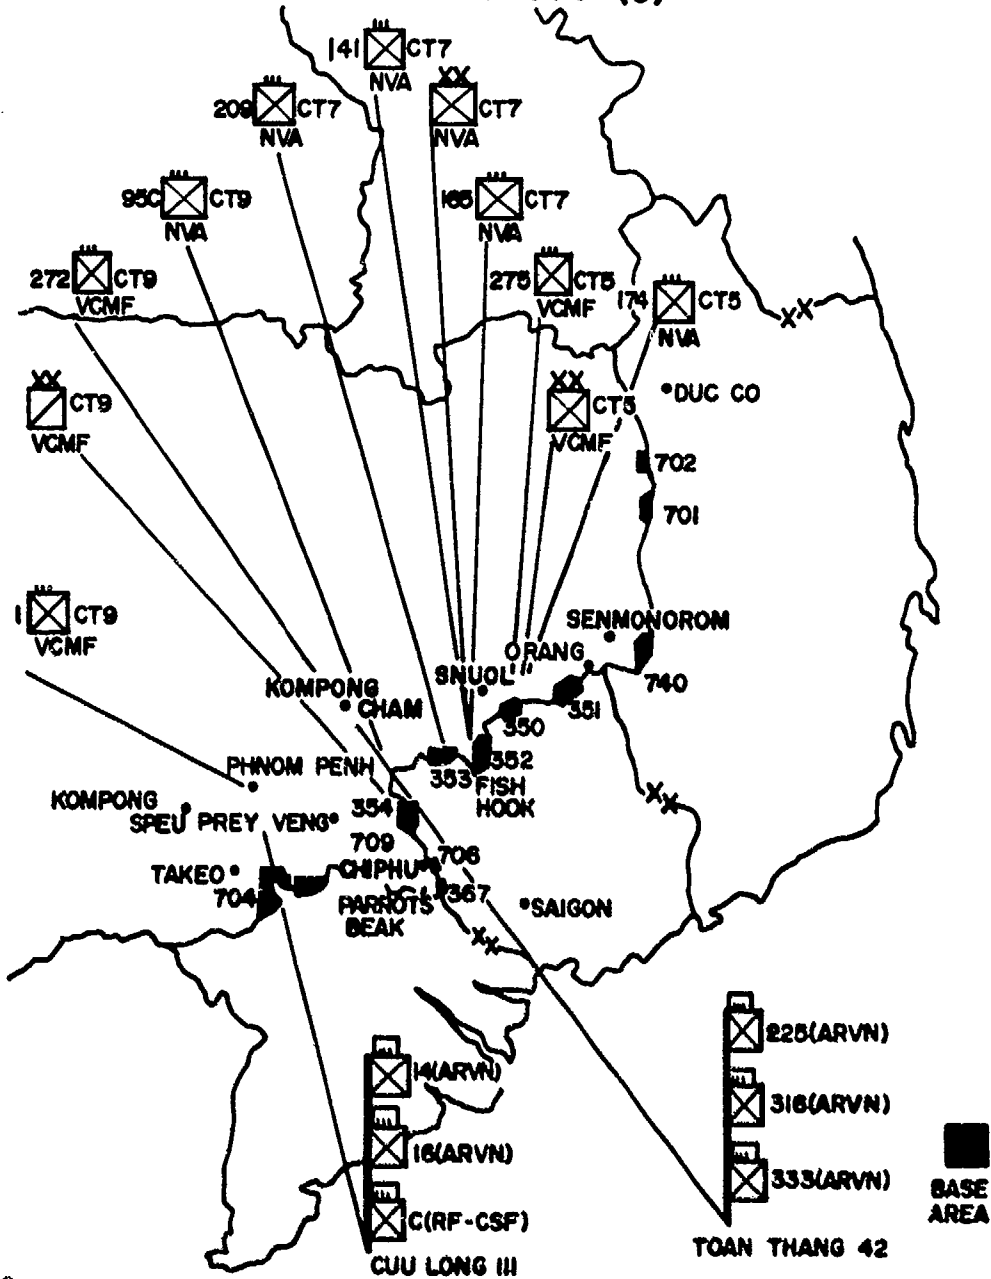 141 CT7
NVA
XX
CT7
NVA
209 CT7
NVA
95C CT9
NVA
165 CT7
NVA
272 CT9
VCMF
275 CT5
VCMF
174 CT5
NVA
XX
CT9
VCMF
XX
CT5
VCMF
DUC CO
702
701
1 CT9
VCMF
SENMONOROM
O RANG
SNUOL
740
KOMPONG
CHAM
351
350
352
353
FISH
HOOK
PHNOM PENH
KOMPONG
SPEU
PREY VENG
354
709
706
TAKEO
CHIPHU
704
367
PARROTS
BEAK
SAIGON
XX
XX
XX
225(ARVN)
14(ARVN)
316(ARVN)
16(ARVN)
333(ARVN)
C(RF-CSF)
BASE
AREA
TOAN THANG 42
CUU LONG III